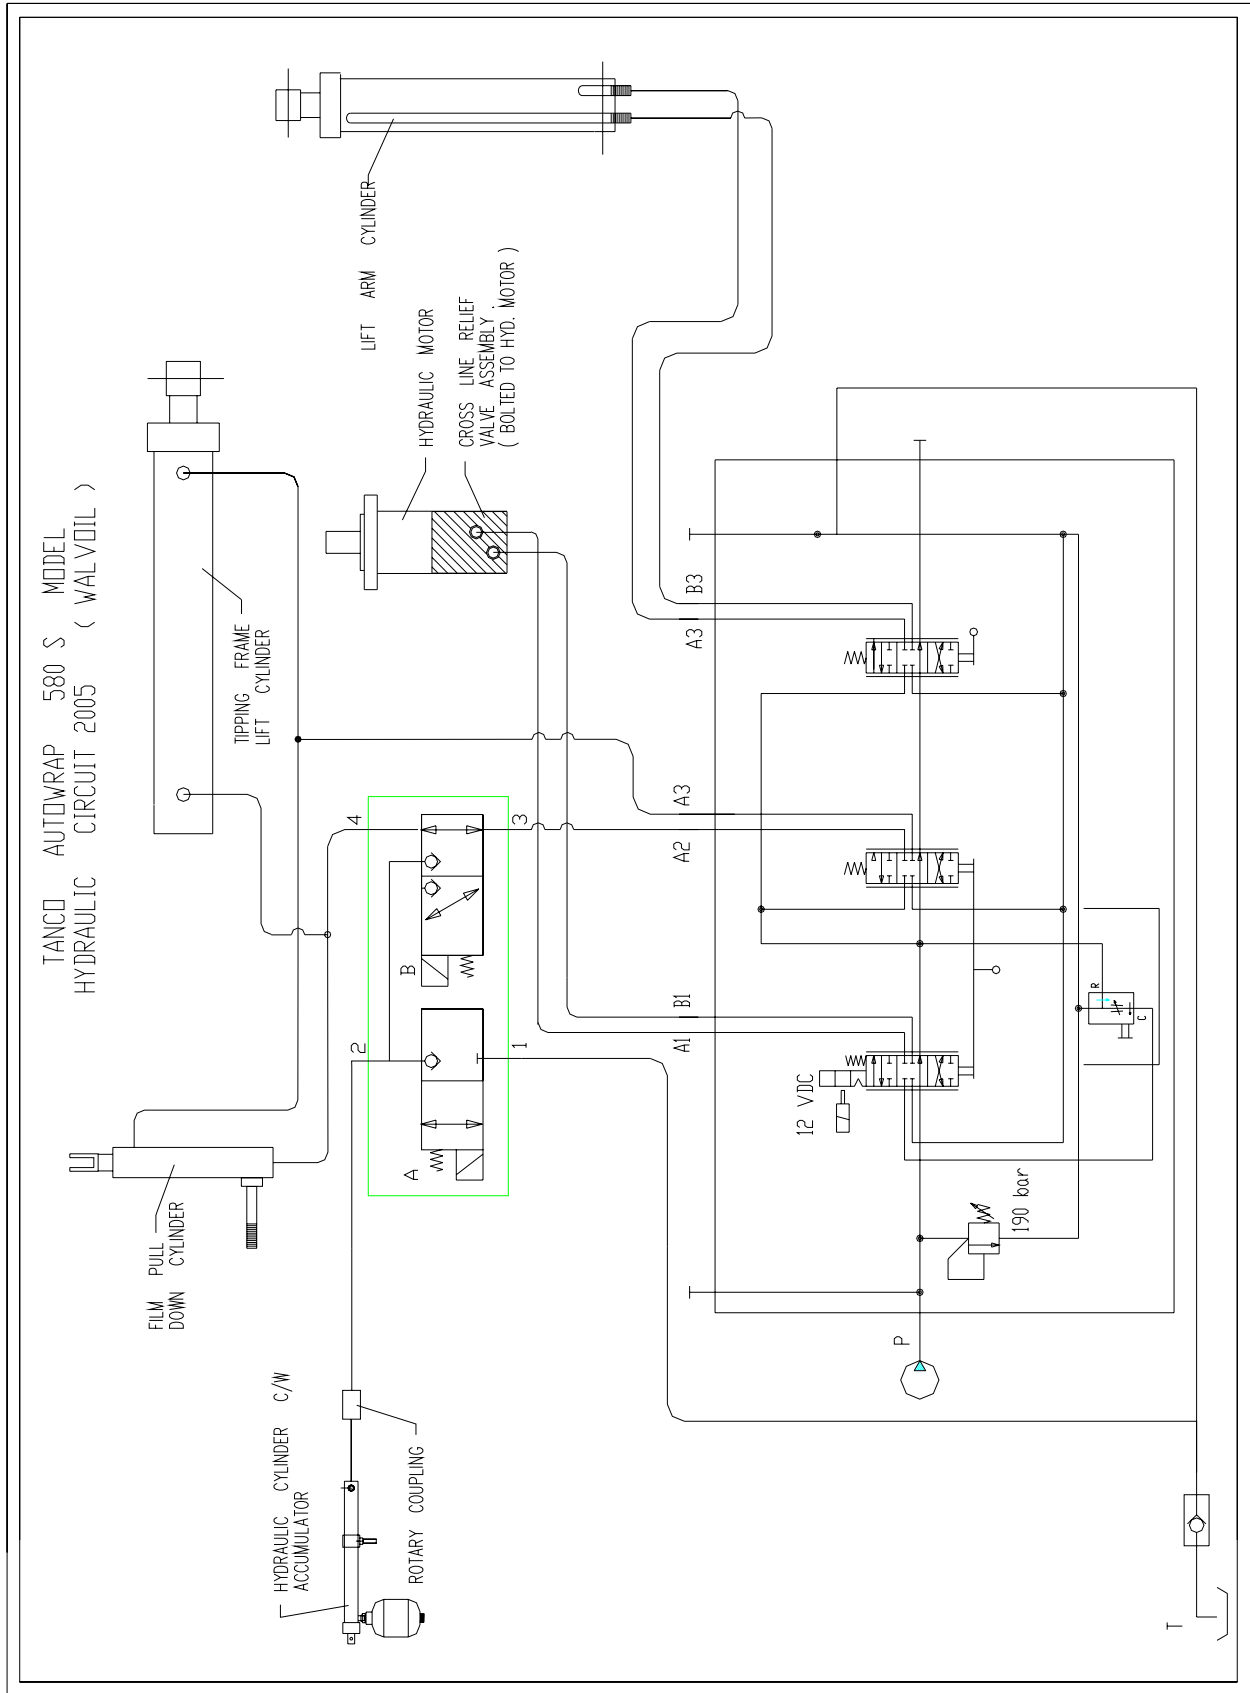 TANCO AUTOWRAP 580 S MODEL
HYDRAULIC CIRCUIT 2005 ( WALVOIL )
FILM PULL
DOWN CYLINDER
TIPPING FRAME
LIFT CYLINDER
LIFT ARM CYLINDER
HYDRAULIC MOTOR
CROSS LINE RELIEF
VALVE ASSEMBLY .
( BOLTED TO HYD. MOTOR )
HYDRAULIC CYLINDER C/W
ACCUMULATOR
ROTARY COUPLING
2
4
A
B
1
3
A1
B1
A2
A3
A3
B3
12 VDC
190 bar
P
R
C
T